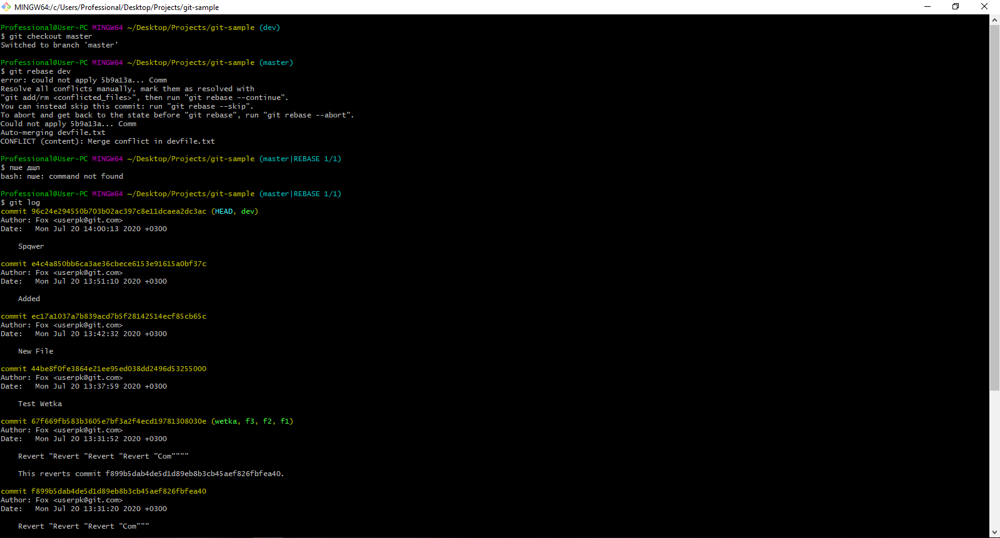 MINGW64:/c/Users/Professional/Desktop/Projects/git-sample
Professional@User-PC MINGW64 ~/Desktop/Projects/git-sample (dev)
$ git checkout master
Switched to branch 'master'
Professional@User-PC MINGW64 ~/Desktop/Projects/git-sample (master)
$ git rebase dev
error: could not apply 5b9a13a... Comm
Resolve all conflicts manually, mark them as resolved with
"git add/rm <conflicted_files>", then run "git rebase --continue".
You can instead skip this commit: run "git rebase --skip".
To abort and get back to the state before "git rebase", run "git rebase --abort".
Could not apply 5b9a13a... Comm
Auto-merging devfile.txt
CONFLICT (content): Merge conflict in devfile.txt
Professional@User-PC MINGW64 ~/Desktop/Projects/git-sample (master|REBASE 1/1)
$ пше дщп
bash: пше: command not found
Professional@User-PC MINGW64 ~/Desktop/Projects/git-sample (master|REBASE 1/1)
$ git log
commit 96c24e294550b703b02ac397c8e11dcaea2dc3ac (HEAD, dev)
Author: Fox <userpk@git.com>
Date:   Mon Jul 20 14:00:13 2020 +0300
Spqwer
commit e4c4a850bb6ca3ae36cbece6153e91615a0bf37c
Author: Fox <userpk@git.com>
Date:   Mon Jul 20 13:51:10 2020 +0300
Added
commit ec17a1037a7b839acd7b5f28142514ecf85cb65c
Author: Fox <userpk@git.com>
Date:   Mon Jul 20 13:42:32 2020 +0300
New File
commit 44be8f0fe3864e21ee95ed038dd2496d53255000
Author: Fox <userpk@git.com>
Date:   Mon Jul 20 13:37:59 2020 +0300
Test Wetka
commit 67f669fb583b3605e7bf3a2f4ecd19781308030e (wetka, f3, f2, f1)
Author: Fox <userpk@git.com>
Date:   Mon Jul 20 13:31:52 2020 +0300
Revert "Revert "Revert "Revert "Com""""
This reverts commit f899b5dab4de5d1d89eb8b3cb45aef826fbfea40.
commit f899b5dab4de5d1d89eb8b3cb45aef826fbfea40
Author: Fox <userpk@git.com>
Date:   Mon Jul 20 13:31:20 2020 +0300
Revert "Revert "Revert "Com"""